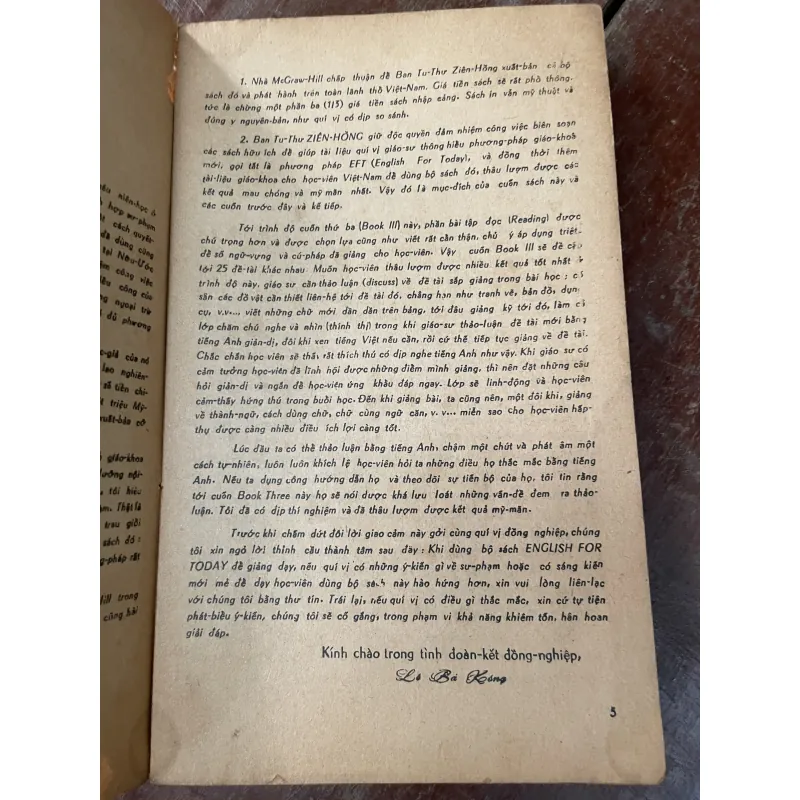 1. Nhà McGraw-Hill chấp thuận để Ban Tu-Thư Ziên-Hồng xuất-bản cả bộ
sách đó và phát hành trên toàn lãnh thổ Việt-Nam. Giá tiền sách sẽ rất phổ thông,
tức là chừng một phần ba (1/3) giá tiền sách nhập cảng. Sách in vẫn mỹ thuật và
đúng y nguyên-bản, như quí vị có dịp so sánh.
2. Ban Tu-Thư ZIÊN-HỒNG giữ độc quyền đảm nhiệm công việc biên soạn
các sách hữu ích để giúp tài liệu quí vị giáo-sư thông hiểu phương-pháp giáo-khoa
mới, gọi tắt là phương pháp EFT (English For Today), và đồng thời thêm
tài-liệu giáo-khoa cho học-viên Việt-Nam để dùng bộ sách đó, thâu lượm được các
kết quả mau chóng và mỹ mãn nhất. Vậy đó là mục-đích của cuốn sách này và
các cuốn trước đây và kế tiếp.
Tới trình độ cuốn thứ ba (Book III) này, phần bài tập đọc (Reading) được
chú trọng hơn và được chọn lựa cũng như viết rất cẩn thận, chủ ý áp dụng triệt-
để số ngữ-vựng và cú-pháp đã giảng cho học-viên. Vậy cuốn Book III sẽ đề cập
tới 25 đề-tài khác nhau Muốn học-viên thâu lượm được nhiều kết quả tốt nhất ở
trình độ này, giáo sư cần thảo-luận (discuss) về đề tài sắp giảng trong bài học : có
sẵn các đồ vật cần thiết liên-hệ tới đề tài đó, chẳng hạn như tranh vẽ, bản đồ, dụng
cụ, v.v..., viết những chữ mới dần dần trên bảng, tới đâu giảng kỹ tới đó, làm cả
lớp chăm chú nghe và nhìn (thính thị) trong khi giáo-sư thảo-luận đề tài mới bằng
tiếng Anh giản-dị, đôi khi xen tiếng Việt nếu cần, rồi cứ thế tiếp tục giảng về đề tài.
Chắc chắn học viên sẽ thấy rất thích thú có dịp nghe tiếng Anh như vậy. Khi giáo sư có
cảm tưởng học-viên đã lĩnh hội được những điểm mình giảng, thì nên đặt những câu
hỏi giản-dị và ngắn để học-viên ứng khẩu đáp ngay. Lớp sẽ linh-động và học-viên
cảm-thấy hứng thú trong buổi học. Đến khi giảng bài, ta cũng nên, một đôi khi, giảng
về thành-ngữ, cách dùng chữ, chữ cùng ngữ căn, v. v... miễn sao cho học-viên hấp-
thụ được càng nhiều điều ích lợi càng tốt.
Lúc đầu ta có thể thảo luận bằng tiếng Anh, chậm một chút và phát âm một
cách tự-nhiên, luôn luôn khích lệ học-viên hỏi ta những điều họ thắc mắc bằng tiếng
Anh. Nếu ta dụng công hướng dẫn họ và theo dõi sự tiến bộ của họ, tôi tin rằng
tới cuốn Book Three này họ sẽ nói được khá lưu loát những vấn-đề đem ra thảo-
luận. Tôi đã có dịp thí nghiệm và đã thâu lượm được kết quả mỹ-mãn.
Trước khi chấm dứt đôi lời giao cảm này gởi cùng quí vị đồng nghiệp, chúng
tôi xin ngỏ lời thỉnh cầu thành tâm sau đây : Khi dùng bộ sách ENGLISH FOR
TODAY để giảng dạy, nếu quí vị có những ý-kiến gì về sư-phạm hoặc có sáng kiến
mới mẻ để dạy học-viên dùng bộ sách này hào hứng hơn, xin vui lòng liên-lạc
với chúng tôi bằng thư tín. Trái lại, nếu quí vị có điều gì thắc mắc, xin cứ tự tiện
phát-biểu ý-kiến, chúng tôi sẽ cố gắng, trong phạm vi khả năng khiêm tốn, hân hoan
giải đáp.
Kính chào trong tình đoàn-kết đồng-nghiệp,
Lê Bá Kông
5